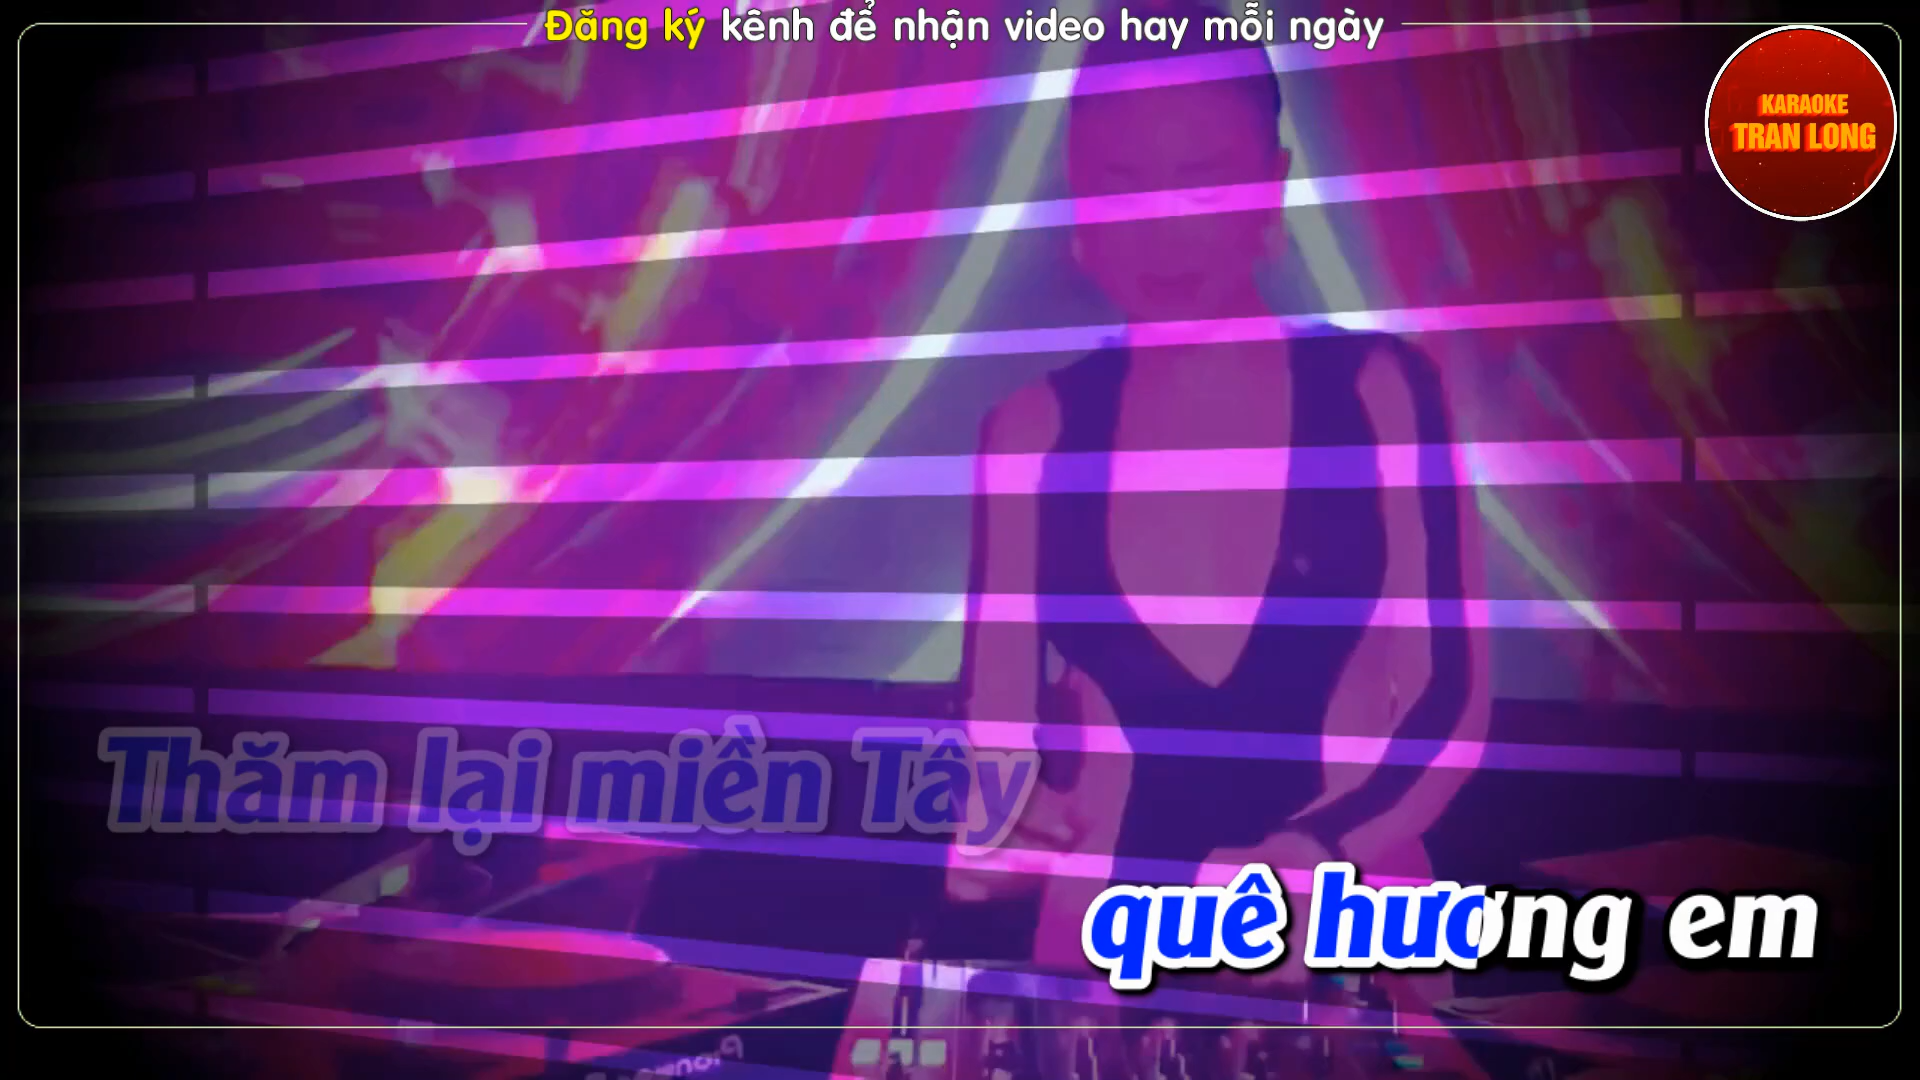 Đăng ký kênh để nhận video hay mỗi ngày
KARAOKE
TRAN LONG
Thăm lại miền Tây
quê hương em